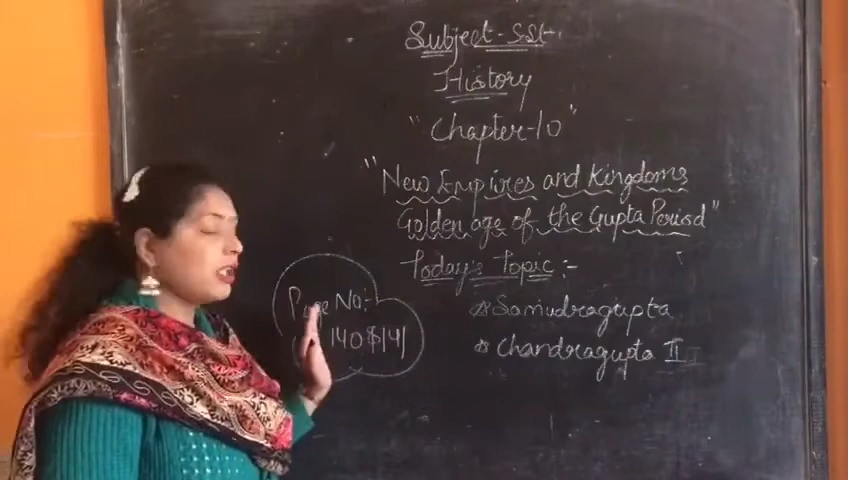 Subject - SSt
History
"Chapter-10"
"New Empires and Kingdoms
Golden age of the Gupta Period"
Today's Topic :-
* Samudragupta
* Chandragupta II
Page No:-
140 & 141